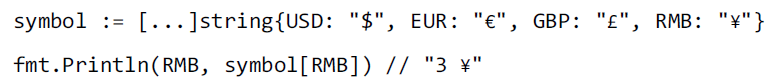 symbol := [...]string{USD: "$", EUR: "€", GBP: "£", RMB: "¥"}
fmt.Println(RMB, symbol[RMB]) // "3 ¥"